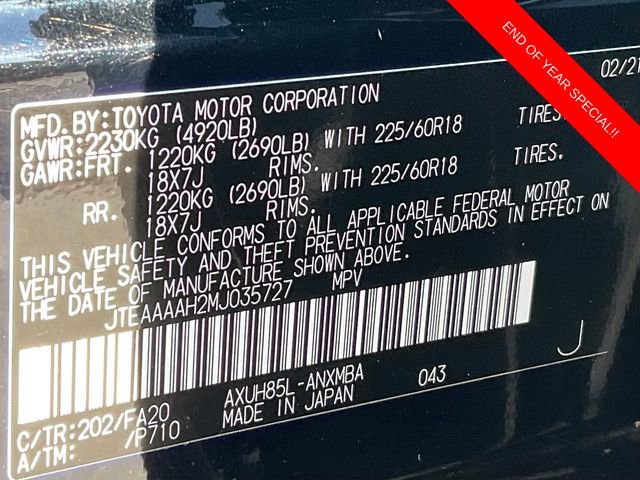 END OF YEAR SPECIAL!!
02/21
MFD.BY:TOYOTA MOTOR CORPORATION
GVWR:2230KG (4920LB)
GAWR:FRT. 1220KG (2690LB) WITH 225/60R18 TIRES.
18X7J RIMS.
RR. 1220KG (2690LB) WITH 225/60R18 TIRES.
18X7J RIMS.
THIS VEHICLE CONFORMS TO ALL APPLICABLE FEDERAL MOTOR
VEHICLE SAFETY AND THEFT PREVENTION STANDARDS IN EFFECT ON
THE DATE OF MANUFACTURE SHOWN ABOVE.
JTEAAAAH2MJ035727 MPV
J
C/TR:202/FA20 AXUH85L-ANXMBA 043
A/TM: /P710 MADE IN JAPAN